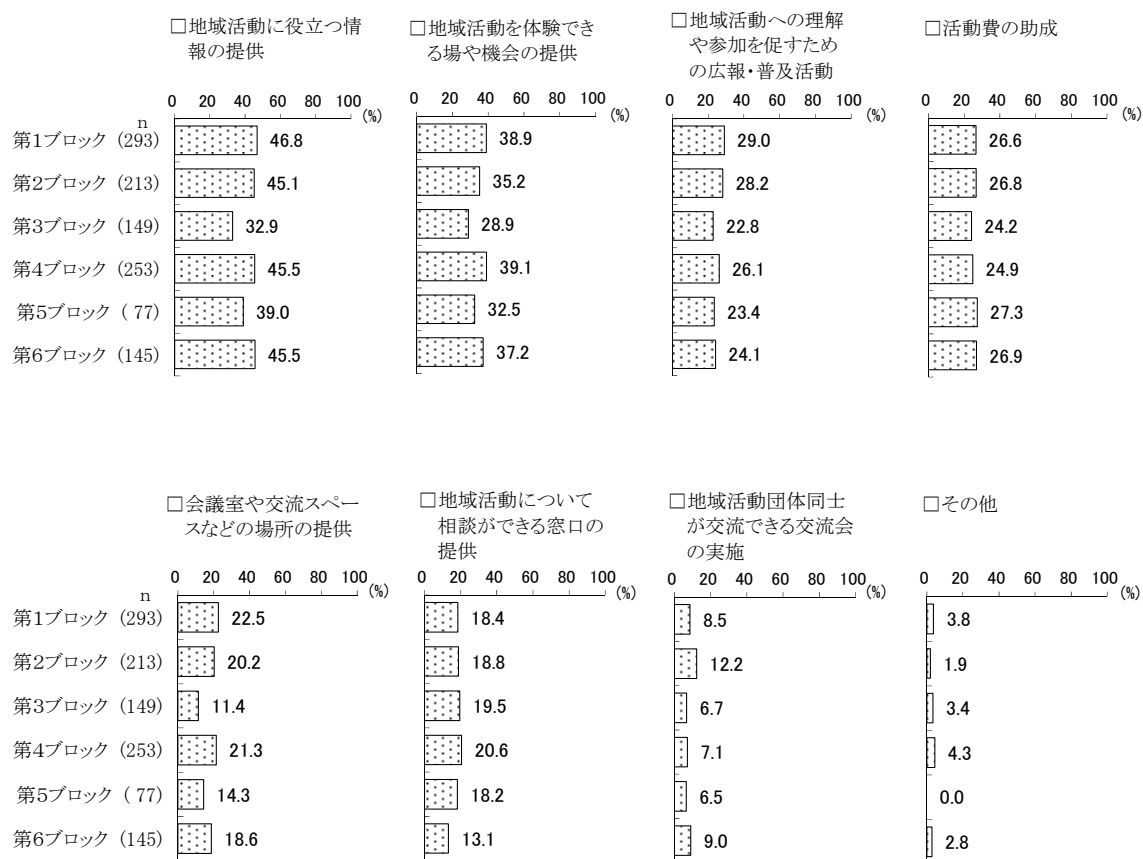 □地域活動に役立つ情
報の提供
□地域活動を体験でき
る場や機会の提供
□地域活動への理解
や参加を促すため
の広報・普及活動
□活動費の助成
0 20 40 60 80 100 (%)
0 20 40 60 80 100 (%)
0 20 40 60 80 100 (%)
0 20 40 60 80 100 (%)
n
第1ブロック (293) 46.8 38.9 29.0 26.6
第2ブロック (213) 45.1 35.2 28.2 26.8
第3ブロック (149) 32.9 28.9 22.8 24.2
第4ブロック (253) 45.5 39.1 26.1 24.9
第5ブロック ( 77) 39.0 32.5 23.4 27.3
第6ブロック (145) 45.5 37.2 24.1 26.9
□会議室や交流スペー
スなどの場所の提供
□地域活動について
相談ができる窓口の
提供
□地域活動団体同士
が交流できる交流会
の実施
□その他
0 20 40 60 80 100 (%)
0 20 40 60 80 100 (%)
0 20 40 60 80 100 (%)
0 20 40 60 80 100 (%)
n
第1ブロック (293) 22.5 18.4 8.5 3.8
第2ブロック (213) 20.2 18.8 12.2 1.9
第3ブロック (149) 11.4 19.5 6.7 3.4
第4ブロック (253) 21.3 20.6 7.1 4.3
第5ブロック ( 77) 14.3 18.2 6.5 0.0
第6ブロック (145) 18.6 13.1 9.0 2.8